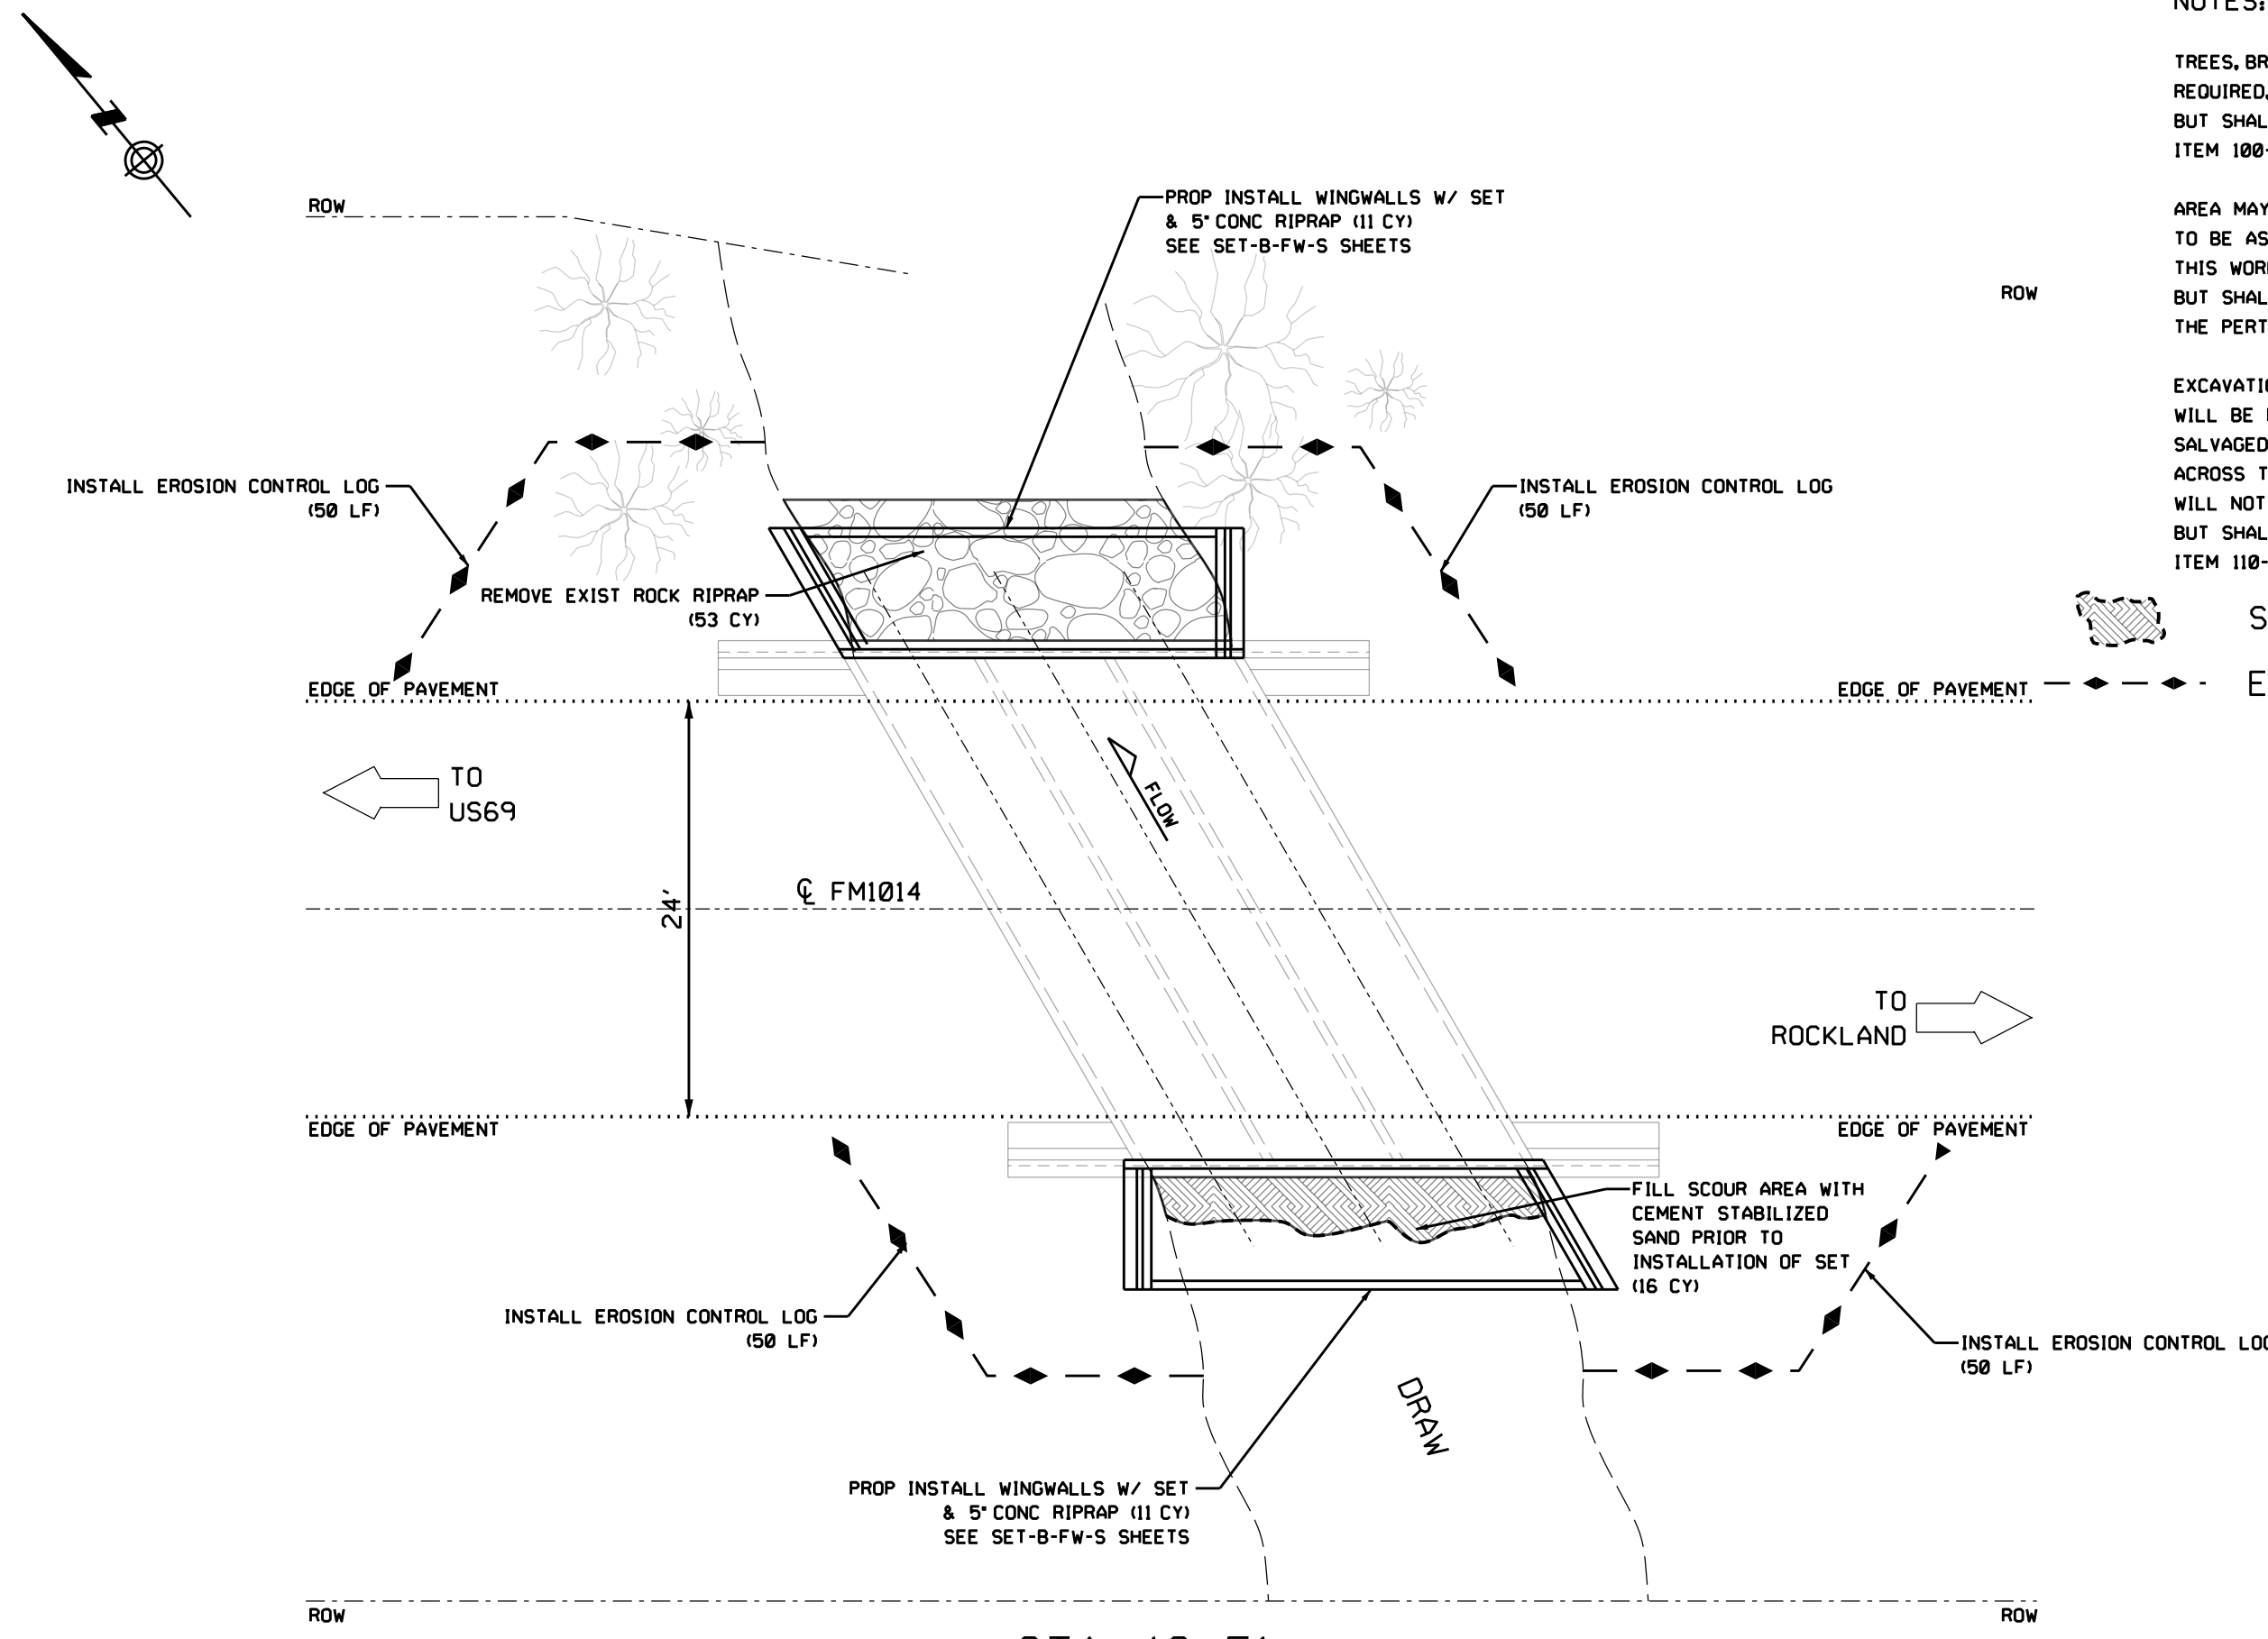 NOTES:
TREES, BR
REQUIRED,
BUT SHAL
ITEM 100-
AREA MAY
TO BE AS
THIS WOR
BUT SHAL
THE PERT
EXCAVATIO
WILL BE
SALVAGED
ACROSS T
WILL NOT
BUT SHAL
ITEM 110-
S
E
N
ROW
PROP INSTALL WINGWALLS W/ SET
& 5" CONC RIPRAP (11 CY)
SEE SET-B-FW-S SHEETS
ROW
INSTALL EROSION CONTROL LOG
(50 LF)
INSTALL EROSION CONTROL LOG
(50 LF)
REMOVE EXIST ROCK RIPRAP
(53 CY)
EDGE OF PAVEMENT
EDGE OF PAVEMENT
TO
US69
FLOW
24'
℄ FM1014
TO
ROCKLAND
EDGE OF PAVEMENT
EDGE OF PAVEMENT
FILL SCOUR AREA WITH
CEMENT STABILIZED
SAND PRIOR TO
INSTALLATION OF SET
(16 CY)
INSTALL EROSION CONTROL LOG
(50 LF)
INSTALL EROSION CONTROL LOG
(50 LF)
DRAW
PROP INSTALL WINGWALLS W/ SET
& 5" CONC RIPRAP (11 CY)
SEE SET-B-FW-S SHEETS
ROW
ROW